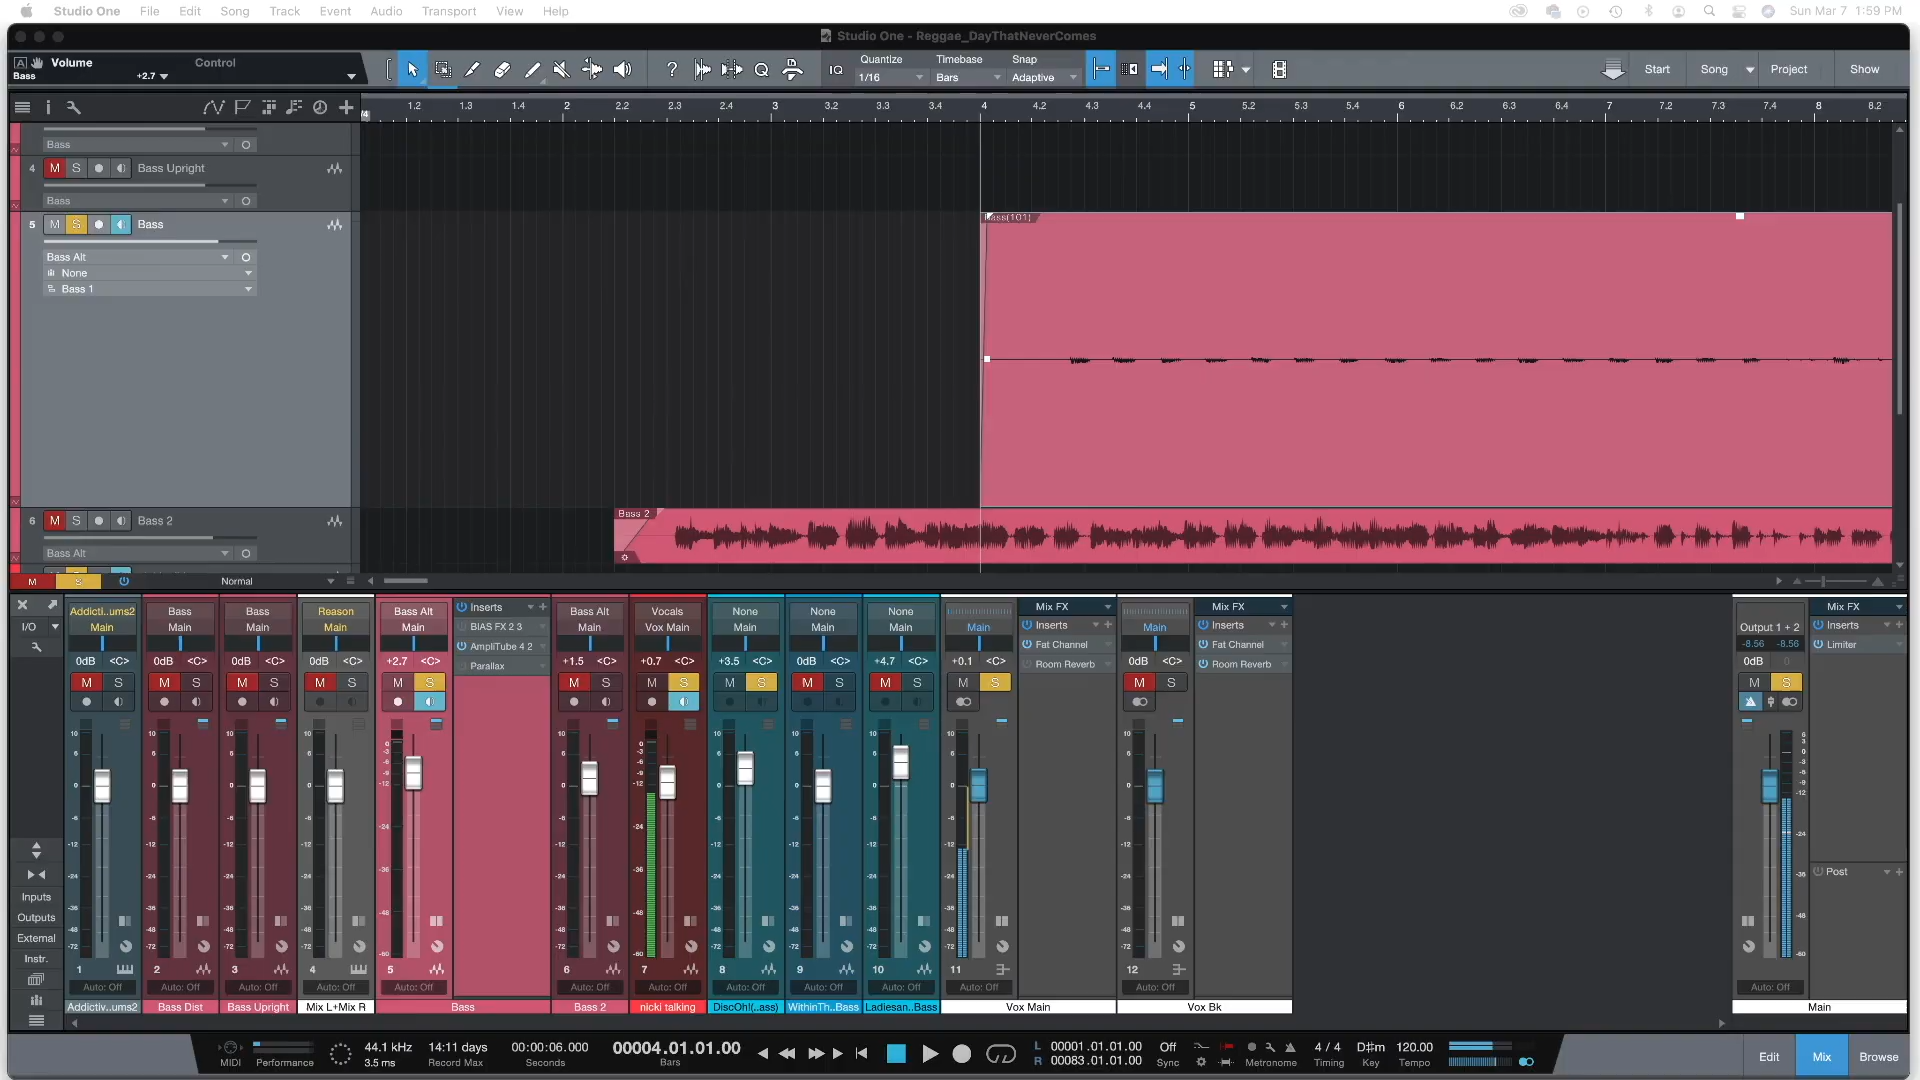 Studio One File Edit Song Track Event Audio Transport View Help Sun Mar 7 1:59 PM
Studio One - Reggae_DayThatNeverComes
A Volume Control
Bass +2.7
? Q IQ
Quantize Timebase Snap
1/16 Bars Adaptive
Start Song Project Show
1.2 1.3 1.4 2 2.2 2.3 2.4 3 3.2 3.3 3.4 4 4.2 4.3 4.4 5 5.2 5.3 5.4 6 6.2 6.3 6.4 7 7.2 7.3 7.4 8 8.2
/4
Bass
4 M S Bass Upright
Bass
5 M S Bass
Bass Alt
None
Bass 1
Bass(101)
6 M S Bass 2
Bass Alt
Bass 2
M S Normal
I/O
Inputs
Outputs
External
Instr.
Addicti..ums2
Main
0dB <C>
M S
1
Auto: Off
Addictiv...ums2
Bass
Main
0dB <C>
M S
2
Auto: Off
Bass Dist
Bass
Main
0dB <C>
M S
3
Auto: Off
Bass Upright
Reason
Main
0dB <C>
M S
4
Auto: Off
Mix L+Mix R
Bass Alt
Main
+2.7 <C>
M S
5
Auto: Off
Inserts
BIAS FX 2 3
AmpliTube 4 2
Parallax
Bass
Bass Alt
Main
+1.5 <C>
M S
6
Auto: Off
Bass 2
Vocals
Vox Main
+0.7 <C>
M S
7
Auto: Off
nicki talking
None
Main
+3.5 <C>
M S
8
Auto: Off
DiscOh!(..ass)
None
Main
0dB <C>
M S
9
Auto: Off
WithinTh..Bass
None
Main
+4.7 <C>
M S
10
Auto: Off
Ladiesan..Bass
Main
+0.1 <C>
M S
11
Auto: Off
Mix FX
Inserts
Fat Channel
Room Reverb
Vox Main
Main
0dB <C>
M S
12
Auto: Off
Mix FX
Inserts
Fat Channel
Room Reverb
Vox Bk
Output 1 + 2
-8.56 -8.56
0dB 0
M S
Auto: Off
Mix FX
Inserts
Limiter
Post
Main
MIDI Performance
44.1 kHz
3.5 ms
14:11 days
Record Max
00:00:06.000
Seconds
00004.01.01.00
Bars
L 00001.01.01.00
R 00083.01.01.00
Off
Sync
Metronome
4 / 4
Timing
D♯m
Key
120.00
Tempo
Edit Mix Browse